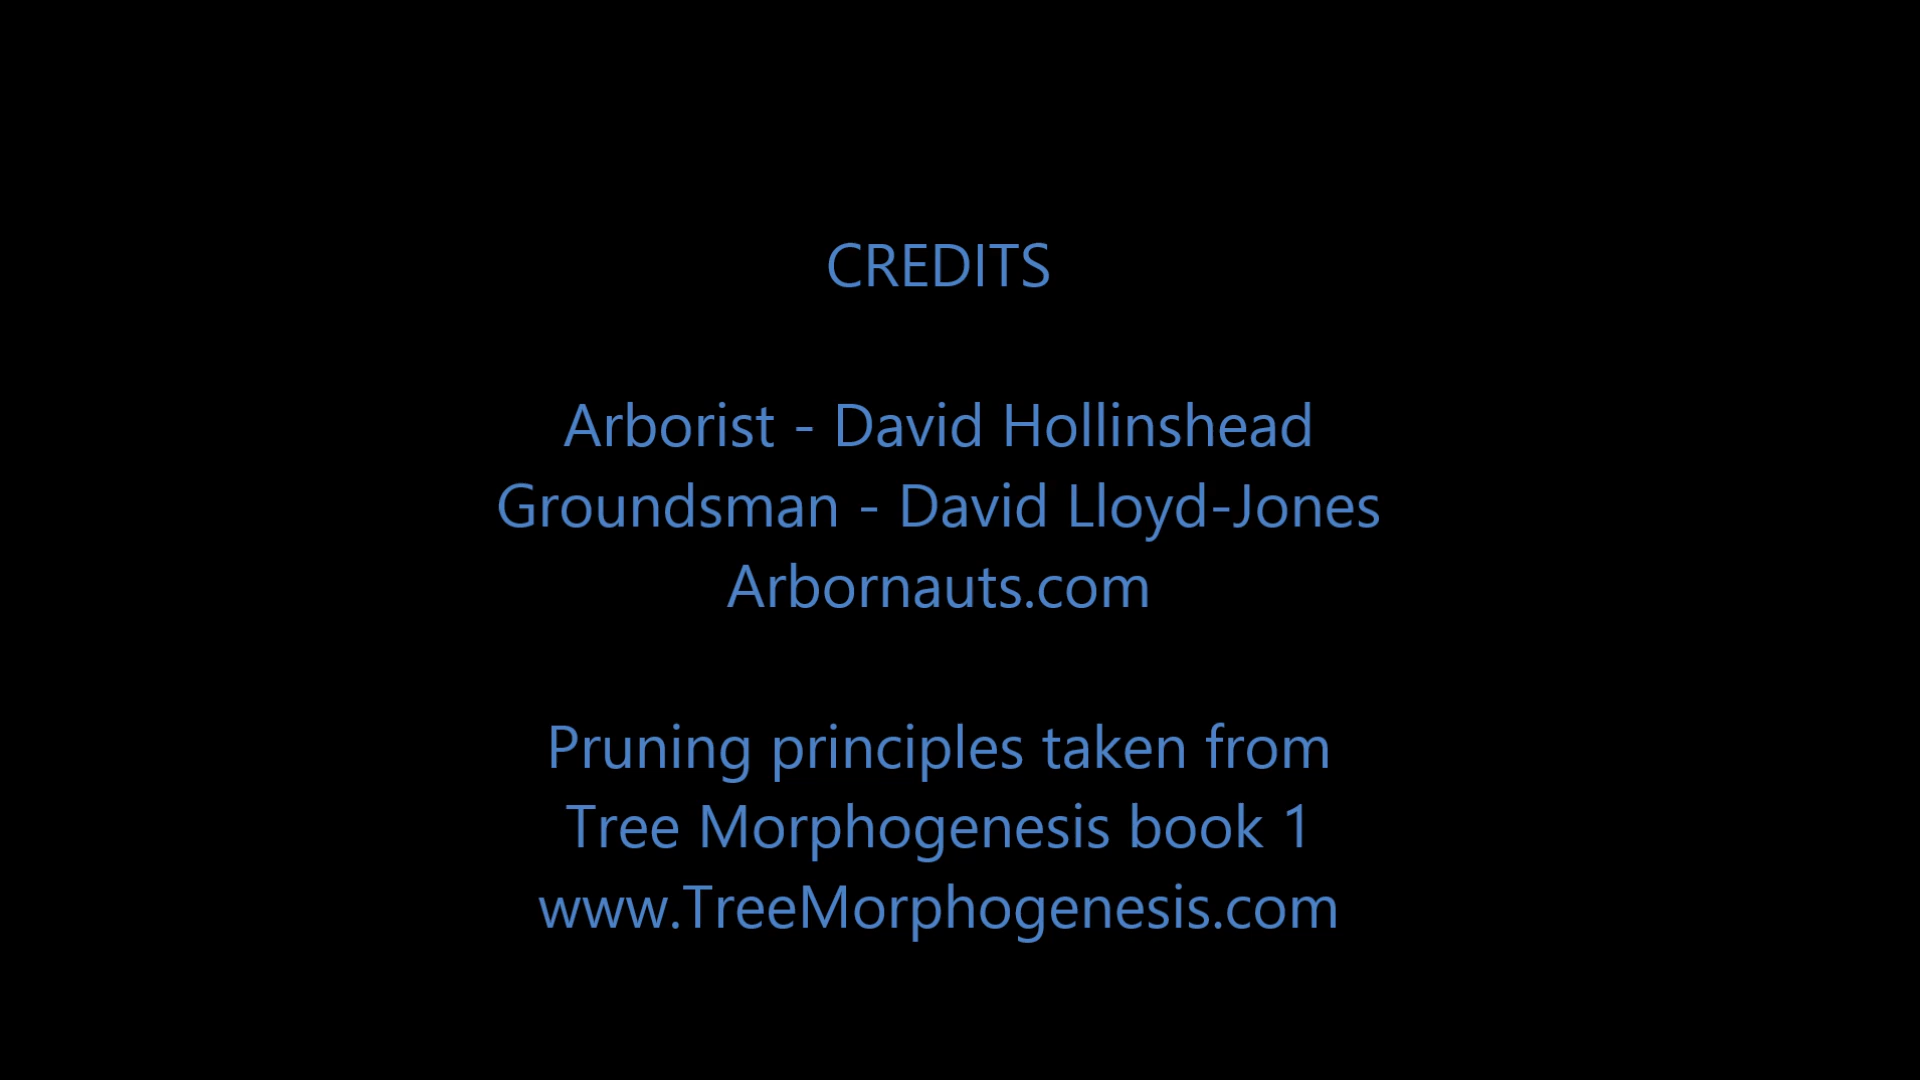 CREDITS
Arborist - David Hollinshead
Groundsman - David Lloyd-Jones
Arbornauts.com
Pruning principles taken from
Tree Morphogenesis book 1
www.TreeMorphogenesis.com